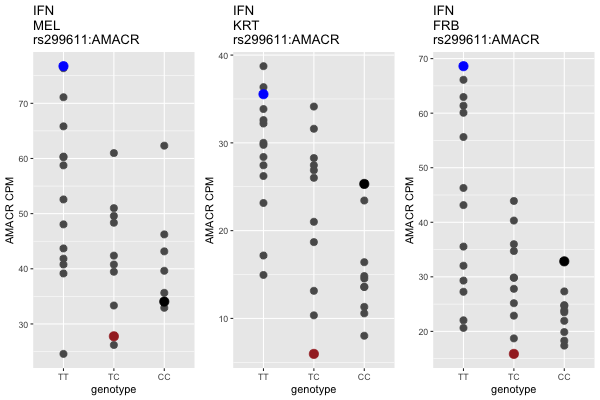 IFN
MEL
rs299611:AMACR
AMACR CPM
70
60
50
40
30
TT
TC
CC
genotype
IFN
KRT
rs299611:AMACR
AMACR CPM
40
30
20
10
TT
TC
CC
genotype
IFN
FRB
rs299611:AMACR
AMACR CPM
70
60
50
40
30
20
TT
TC
CC
genotype